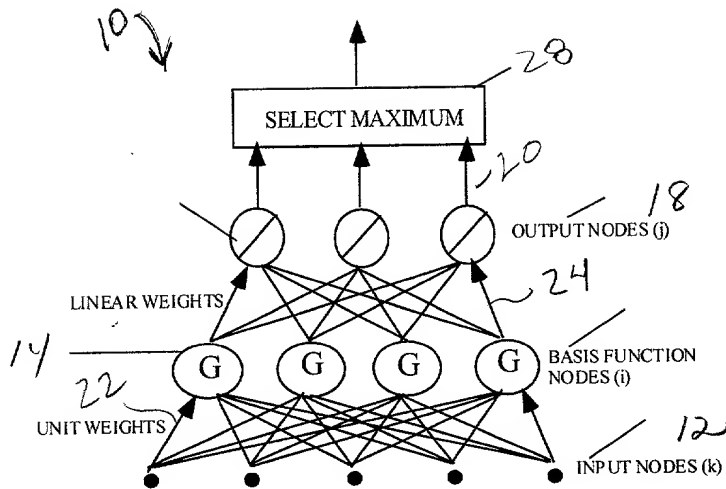 10
28
SELECT MAXIMUM
20
18
OUTPUT NODES (j)
LINEAR WEIGHTS
24
14
G G G G
BASIS FUNCTION
NODES (i)
22
UNIT WEIGHTS
12
INPUT NODES (k)